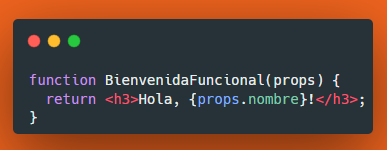 function BienvenidaFuncional(props) {
  return <h3>Hola, {props.nombre}!</h3>;
}